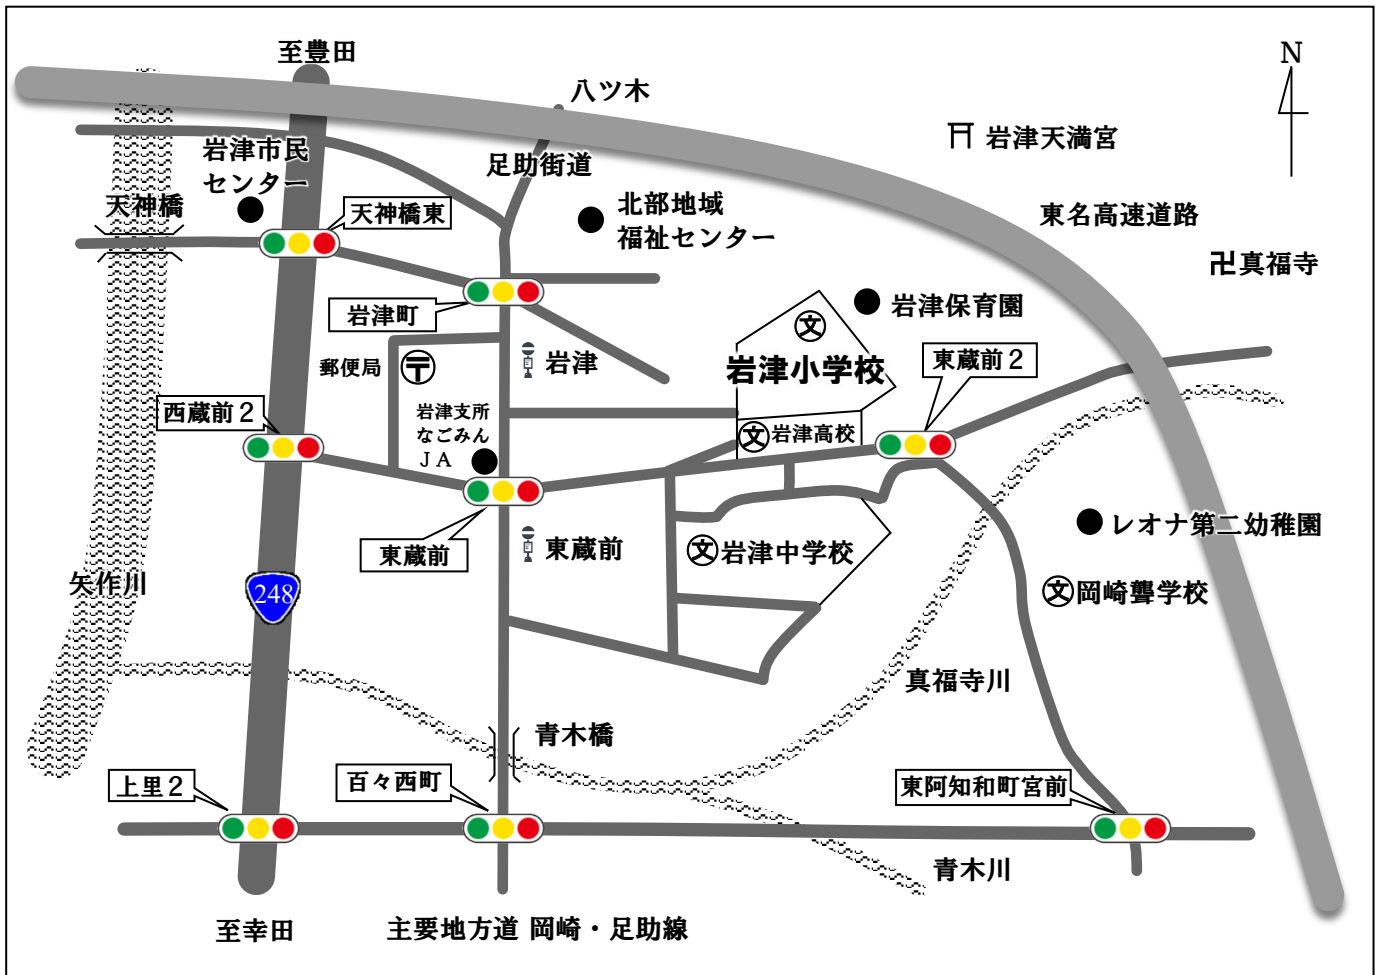 至豊田
八ツ木
N
岩津天満宮
岩津市民
センター
足助街道
天神橋
天神橋東
北部地域
福祉センター
東名高速道路
卍真福寺
岩津町
岩津保育園
文
郵便局
〒
岩津
岩津小学校
東蔵前2
西蔵前2
岩津支所
なごみん
JA
文
岩津高校
東蔵前
東蔵前
文
岩津中学校
レオナ第二幼稚園
矢作川
248
文
岡崎聾学校
真福寺川
青木橋
上里2
百々西町
東阿知和町宮前
青木川
至幸田
主要地方道 岡崎・足助線